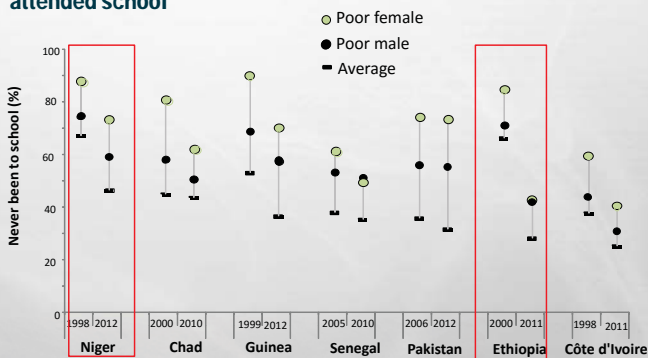 attended school
Poor female
Poor male
Average
Never been to school (%)
100
80
60
40
20
0
1998 2012 2000 2010 1999 2012 2005 2010 2006 2012 2000 2011 1998 2011
Niger Chad Guinea Senegal Pakistan Ethiopia Côte d'Ivoire